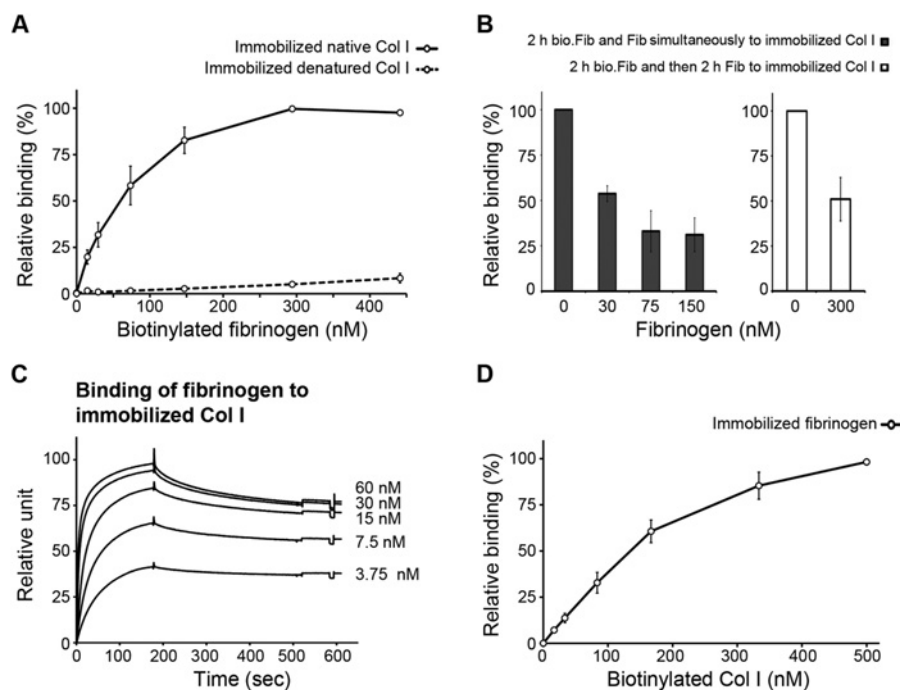 A
Immobilized native Col I
Immobilized denatured Col I
Relative binding (%)
100
75
50
25
0
0 100 200 300 400
Biotinylated fibrinogen (nM)
B
2 h bio.Fib and Fib simultaneously to immobilized Col I
2 h bio.Fib and then 2 h Fib to immobilized Col I
Relative binding (%)
100
75
50
25
0
0 30 75 150
100
75
50
25
0
0 300
Fibrinogen (nM)
C
Binding of fibrinogen to
immobilized Col I
Relative unit
100
75
50
25
0
60 nM
30 nM
15 nM
7.5 nM
3.75 nM
0 100 200 300 400 500 600
Time (sec)
D
Immobilized fibrinogen
Relative binding (%)
100
75
50
25
0
0 100 200 300 400 500
Biotinylated Col I (nM)